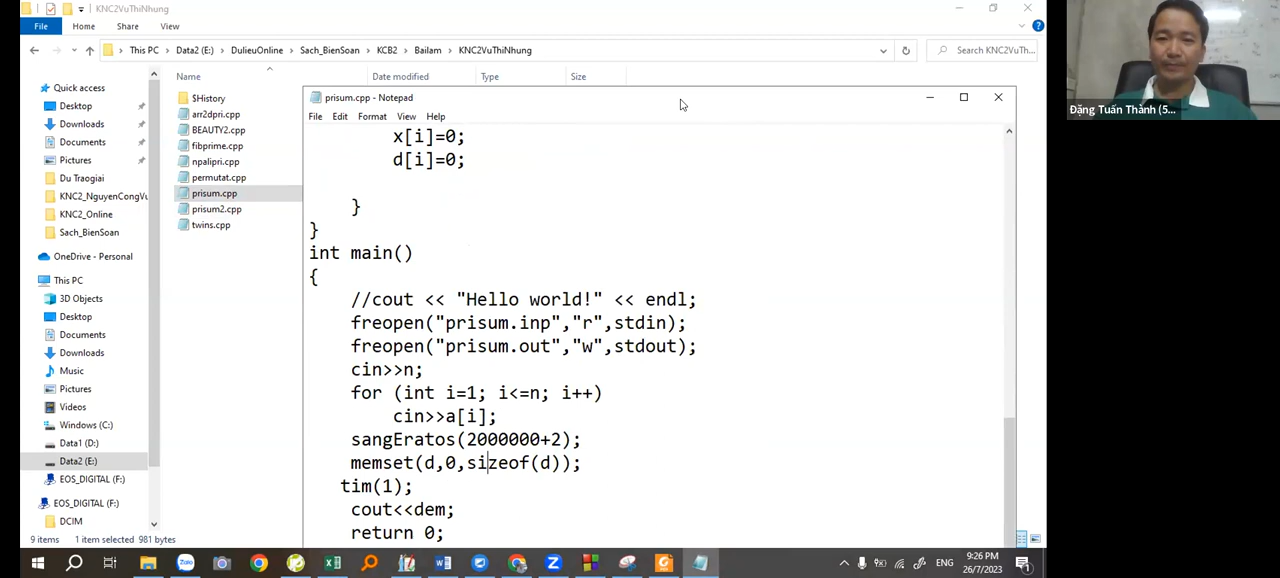 KNC2VuThiNhung
File
Home
Share
View
This PC
Data2 (E:)
DulieuOnline
Sach_BienSoan
KCB2
Bailam
KNC2VuThiNhung
Search KNC2VuTh...
Quick access
Desktop
Downloads
Documents
Pictures
Du Traogiai
KNC2_NguyenCongVu
KNC2_Online
Sach_BienSoan
OneDrive - Personal
This PC
3D Objects
Desktop
Documents
Downloads
Music
Pictures
Videos
Windows (C:)
Data1 (D:)
Data2 (E:)
EOS_DIGITAL (F:)
EOS_DIGITAL (F:)
DCIM
Name
Date modified
Type
Size
$History
arr2dpri.cpp
BEAUTY2.cpp
fibprime.cpp
npalipri.cpp
permutat.cpp
prisum.cpp
prisum2.cpp
twins.cpp
prisum.cpp - Notepad
File
Edit
Format
View
Help
x[i]=0;
d[i]=0;
}
}
int main()
{
//cout << "Hello world!" << endl;
freopen("prisum.inp","r",stdin);
freopen("prisum.out","w",stdout);
cin>>n;
for (int i=1; i<=n; i++)
cin>>a[i];
sangEratos(2000000+2);
memset(d,0,sizeof(d));
tim(1);
cout<<dem;
return 0;
9 items
1 item selected 981 bytes
Zalo
ENG
9:26 PM
26/7/2023
Đặng Tuấn Thành (5...